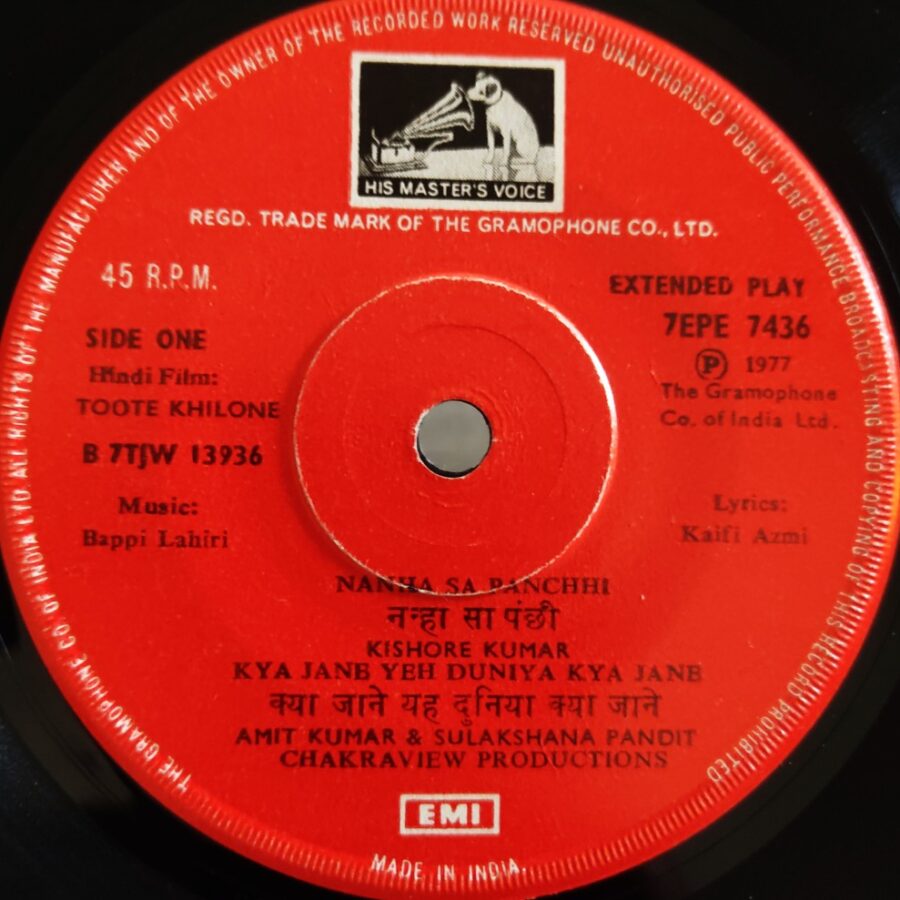 THE GRAMOPHONE CO. OF INDIA LTD ALL RIGHTS OF THE MANUFACTURER AND OF THE OWNER OF THE RECORDED WORK RESERVED UNAUTHORISED PUBLIC PERFORMANCE BROADCASTING AND COPYING OF THIS RECORD PROHIBITED
HIS MASTER'S VOICE
REGD. TRADE MARK OF THE GRAMOPHONE CO., LTD.
45 R.P.M.
SIDE ONE
Hindi Film:
TOOTE KHILONE
B 7TJW 13936
Music:
Bappi Lahiri
EXTENDED PLAY
7EPE 7436
Ⓟ 1977
The Gramophone
Co. of India Ltd.
Lyrics:
Kaifi Azmi
NANHA SA PANCHHI
नन्हा सा पंछी
KISHORE KUMAR
KYA JANE YEH DUNIYA KYA JANE
क्या जाने यह दुनिया क्या जाने
AMIT KUMAR & SULAKSHANA PANDIT
CHAKRAVIEW PRODUCTIONS
EMI
MADE IN INDIA.